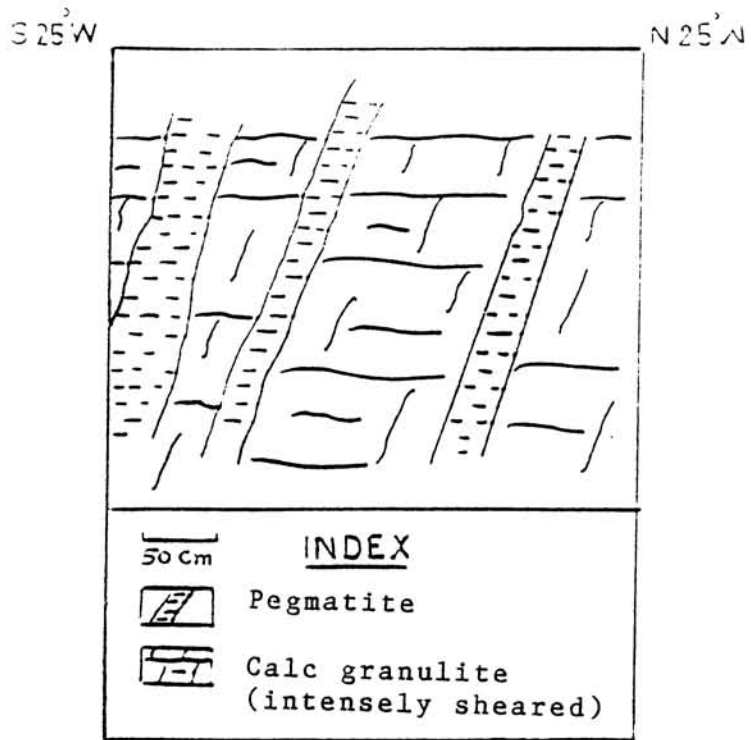 S 25°W N 25°W
50 Cm
INDEX
Pegmatite
Calc granulite
(intensely sheared)